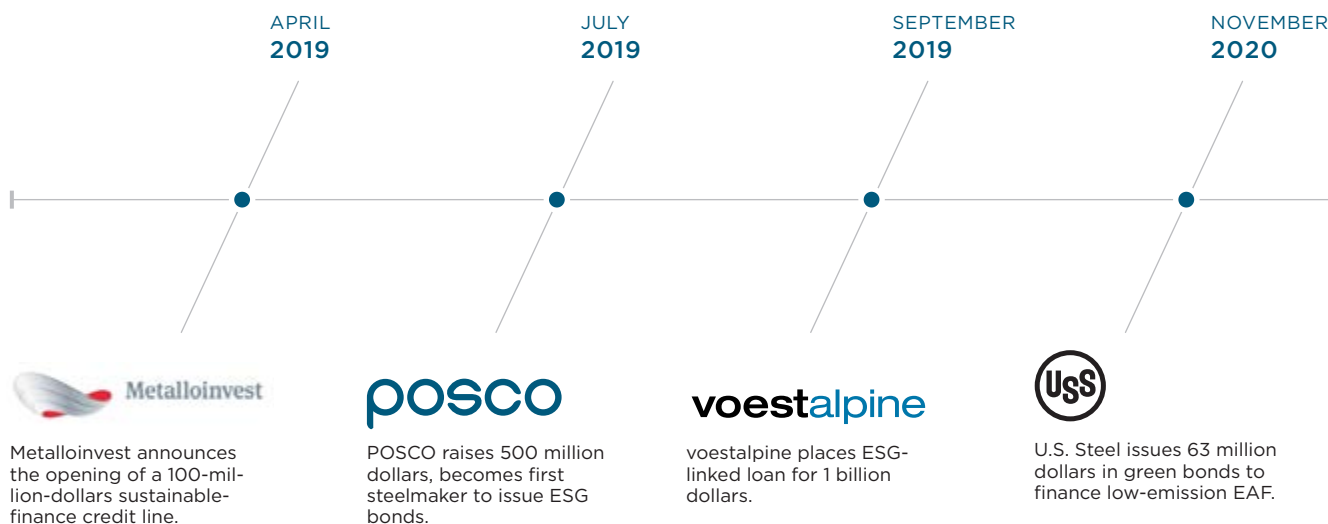 APRIL
2019
JULY
2019
SEPTEMBER
2019
NOVEMBER
2020
Metalloinvest
Metalloinvest announces
the opening of a 100-mil-
lion-dollars sustainable-
finance credit line.
posco
POSCO raises 500 million
dollars, becomes first
steelmaker to issue ESG
bonds.
voestalpine
voestalpine places ESG-
linked loan for 1 billion
dollars.
USS
U.S. Steel issues 63 million
dollars in green bonds to
finance low-emission EAF.